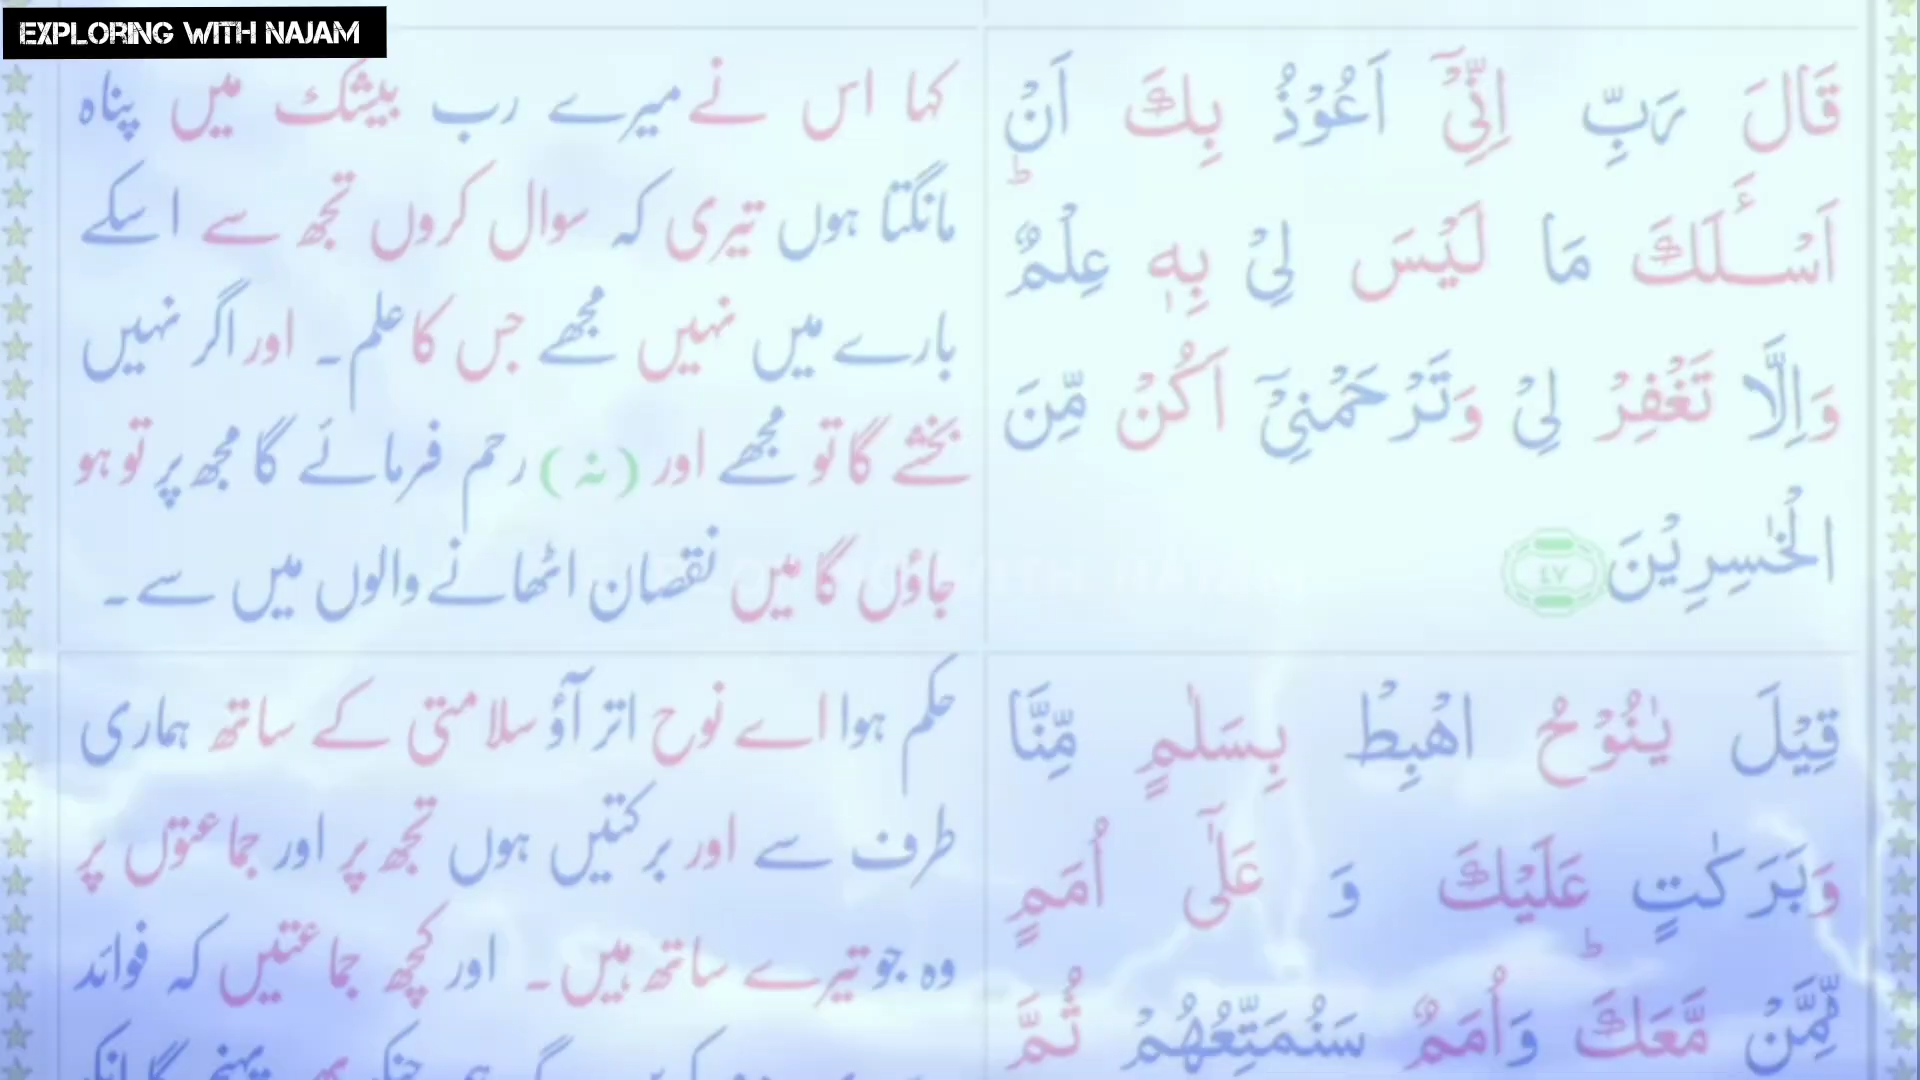 EXPLORING WITH NAJAM
قَالَ رَبِّ اِنِّیْۤ اَعُوْذُ بِكَ اَنْ
اَسْـَٔلَكَ مَا لَیْسَ لِیْ بِهٖ عِلْمٌ ؕ
وَاِلَّا تَغْفِرْ لِیْ وَتَرْحَمْنِیْۤ اَكُنْ مِّنَ
الْخٰسِرِیْنَ ٤٧
کہا اس نے میرے رب بیشک میں پناہ
مانگتا ہوں تیری کہ سوال کروں تجھ سے اسکے
بارے میں نہیں مجھے جس کا علم۔ اور اگر نہیں
بخشے گا تو مجھے اور (نہ) رحم فرمائے گا مجھ پر تو ہو
جاؤں گا میں نقصان اٹھانے والوں میں سے۔
قِیْلَ یٰنُوْحُ اهْبِطْ بِسَلٰمٍ مِّنَّا
وَبَرَكٰتٍ عَلَیْكَ وَ عَلٰۤی اُمَمٍ
مِّمَّنْ مَّعَكَ ؕ وَاُمَمٌ سَنُمَتِّعُهُمْ ثُمَّ
حکم ہوا اے نوح اتر آؤ سلامتی کے ساتھ ہماری
طرف سے اور برکتیں ہوں تجھ پر اور جماعتوں پر
وہ جو تیرے ساتھ ہیں۔ اور کچھ جماعتیں کہ فوائد